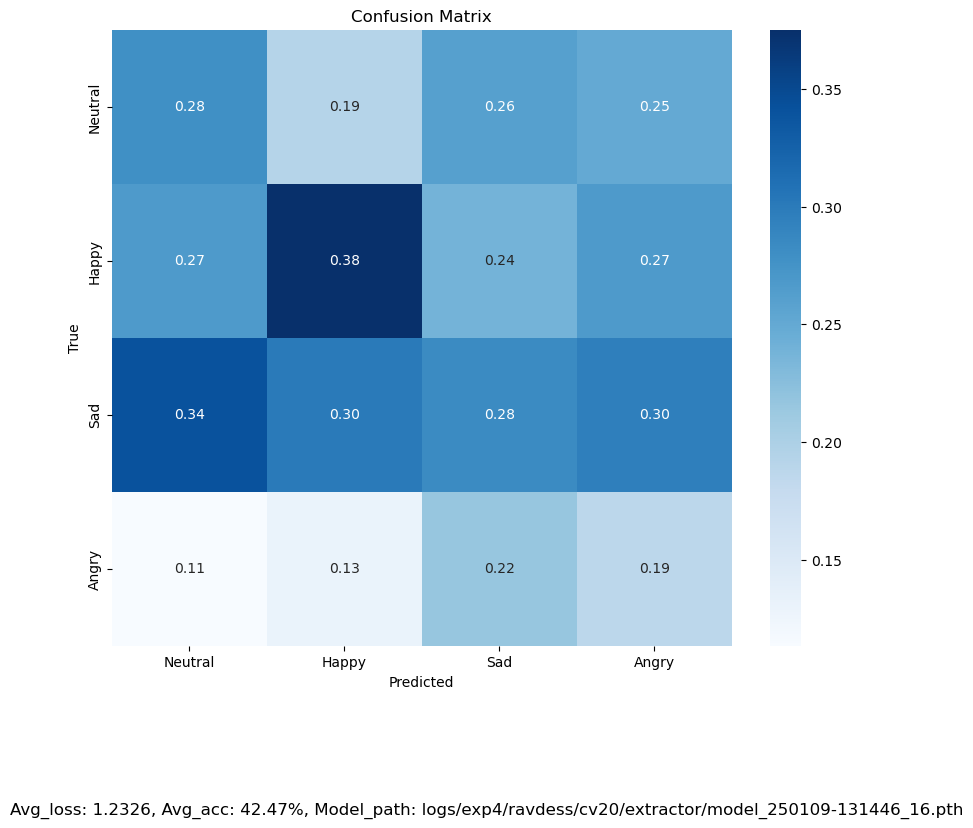 Confusion Matrix
Neutral 0.28 0.19 0.26 0.25
Happy 0.27 0.38 0.24 0.27
Sad 0.34 0.30 0.28 0.30
Angry 0.11 0.13 0.22 0.19
True
Neutral Happy Sad Angry
Predicted
0.35
0.30
0.25
0.20
0.15
Avg_loss: 1.2326, Avg_acc: 42.47%, Model_path: logs/exp4/ravdess/cv20/extractor/model_250109-131446_16.pth